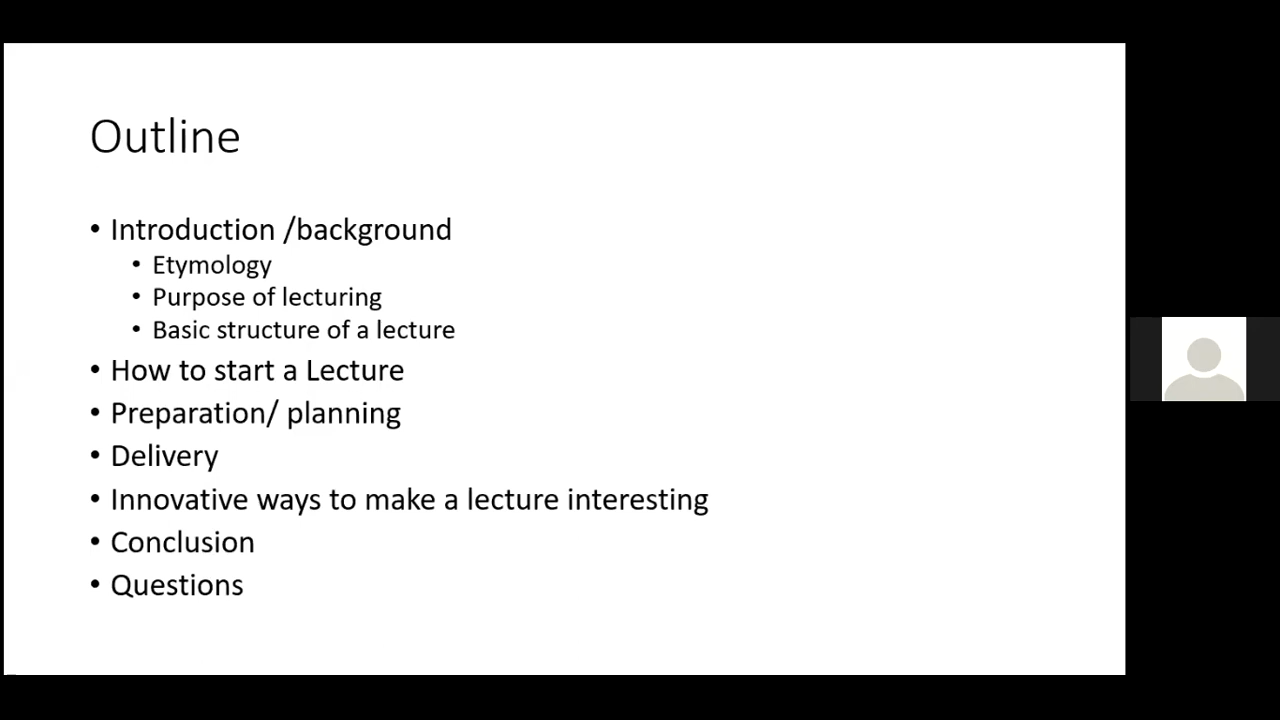 Outline
• Introduction /background
• Etymology
• Purpose of lecturing
• Basic structure of a lecture
• How to start a Lecture
• Preparation/ planning
• Delivery
• Innovative ways to make a lecture interesting
• Conclusion
• Questions